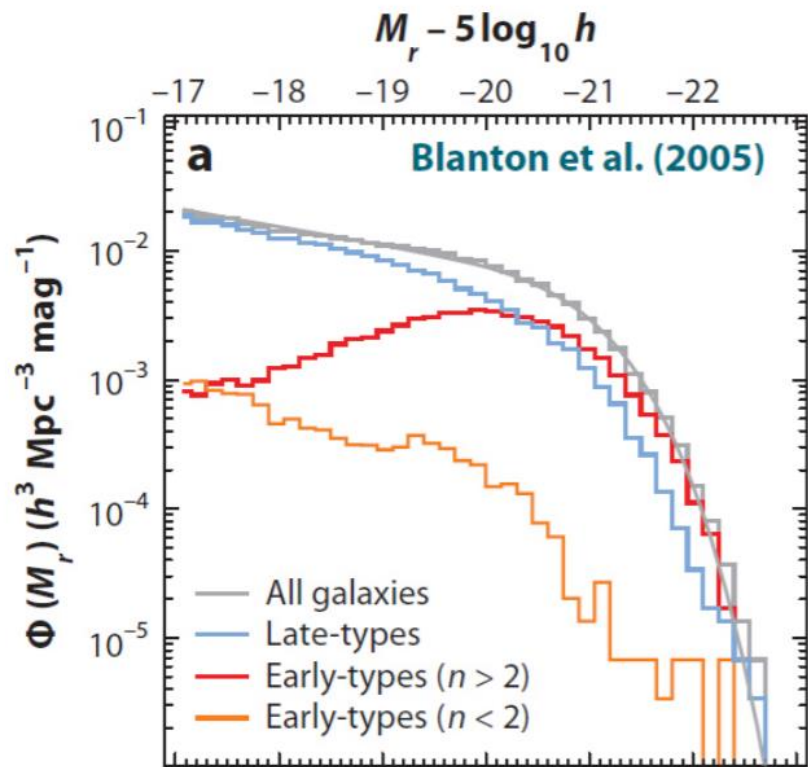 M_r – 5 log₁₀ h
–17 –18 –19 –20 –21 –22
a Blanton et al. (2005)
Φ (M_r) (h³ Mpc⁻³ mag⁻¹)
10⁻¹
10⁻²
10⁻³
10⁻⁴
10⁻⁵
All galaxies
Late-types
Early-types (n > 2)
Early-types (n < 2)